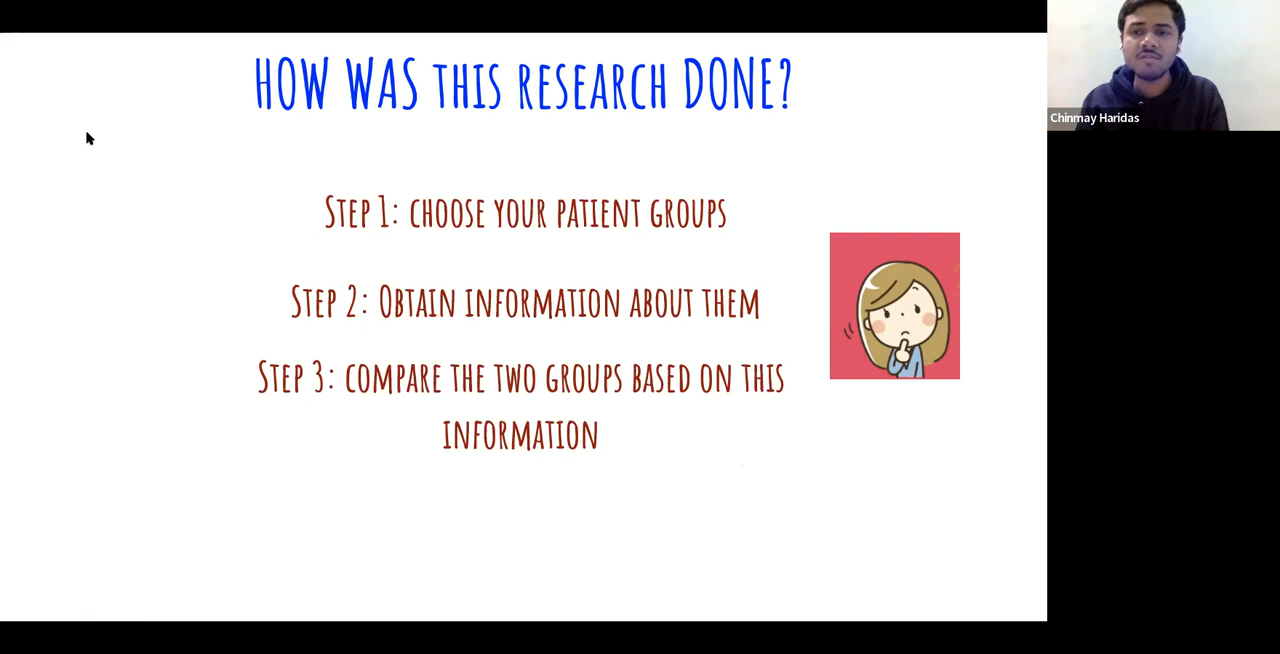 HOW WAS THIS RESEARCH DONE?
Chinmay Haridas
STEP 1: CHOOSE YOUR PATIENT GROUPS
STEP 2: OBTAIN INFORMATION ABOUT THEM
STEP 3: COMPARE THE TWO GROUPS BASED ON THIS
INFORMATION